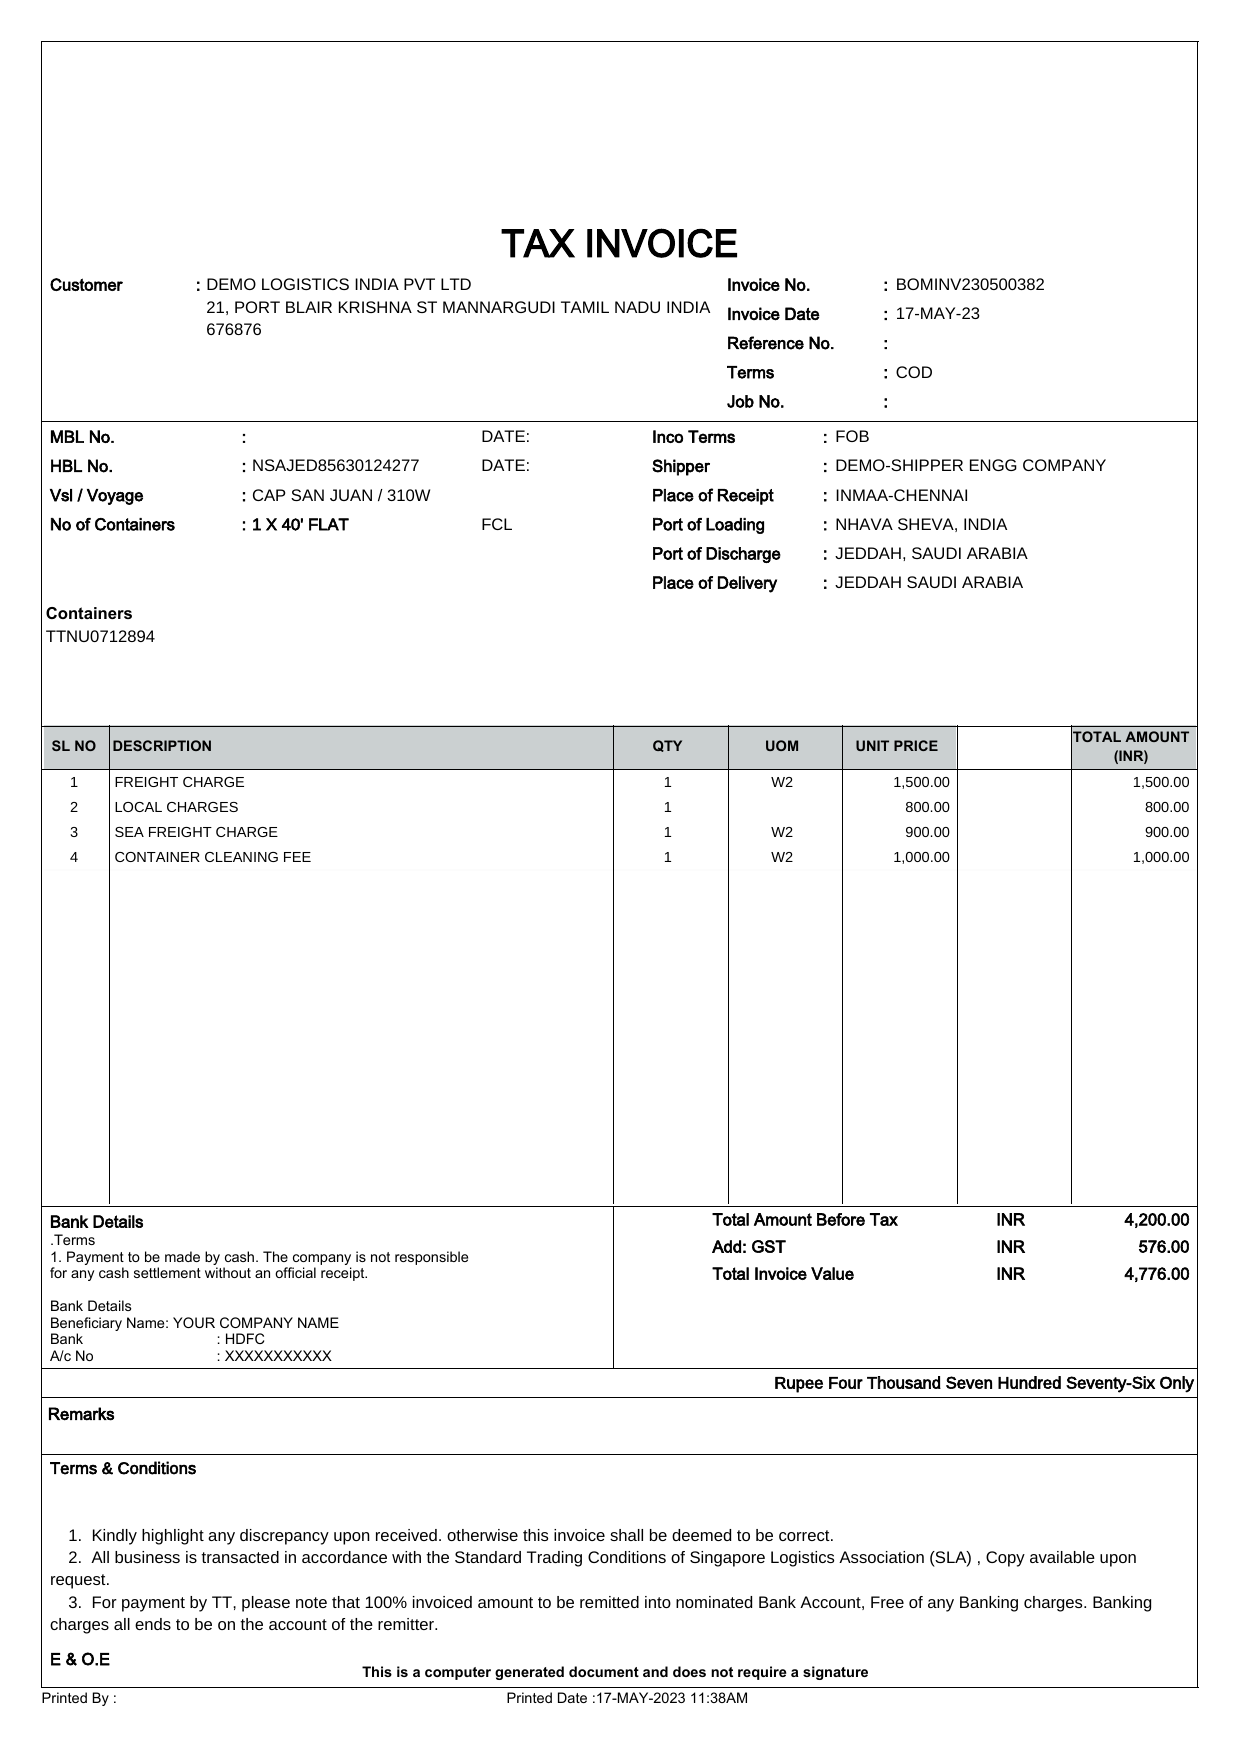 TAX INVOICE
Customer : DEMO LOGISTICS INDIA PVT LTD
21, PORT BLAIR KRISHNA ST MANNARGUDI TAMIL NADU INDIA
676876
Invoice No. : BOMINV230500382
Invoice Date : 17-MAY-23
Reference No. :
Terms : COD
Job No. :
MBL No. : DATE:
HBL No. : NSAJED85630124277 DATE:
Vsl / Voyage : CAP SAN JUAN / 310W
No of Containers : 1 X 40' FLAT FCL
Inco Terms : FOB
Shipper : DEMO-SHIPPER ENGG COMPANY
Place of Receipt : INMAA-CHENNAI
Port of Loading : NHAVA SHEVA, INDIA
Port of Discharge : JEDDAH, SAUDI ARABIA
Place of Delivery : JEDDAH SAUDI ARABIA
Containers
TTNU0712894
SL NO DESCRIPTION QTY UOM UNIT PRICE TOTAL AMOUNT
(INR)
1 FREIGHT CHARGE 1 W2 1,500.00 1,500.00
2 LOCAL CHARGES 1 800.00 800.00
3 SEA FREIGHT CHARGE 1 W2 900.00 900.00
4 CONTAINER CLEANING FEE 1 W2 1,000.00 1,000.00
Bank Details
.Terms
1. Payment to be made by cash. The company is not responsible
for any cash settlement without an official receipt.
Bank Details
Beneficiary Name: YOUR COMPANY NAME
Bank : HDFC
A/c No : XXXXXXXXXXX
Total Amount Before Tax INR 4,200.00
Add: GST INR 576.00
Total Invoice Value INR 4,776.00
Rupee Four Thousand Seven Hundred Seventy-Six Only
Remarks
Terms & Conditions
1. Kindly highlight any discrepancy upon received. otherwise this invoice shall be deemed to be correct.
2. All business is transacted in accordance with the Standard Trading Conditions of Singapore Logistics Association (SLA) , Copy available upon
request.
3. For payment by TT, please note that 100% invoiced amount to be remitted into nominated Bank Account, Free of any Banking charges. Banking
charges all ends to be on the account of the remitter.
E & O.E
This is a computer generated document and does not require a signature
Printed By : Printed Date :17-MAY-2023 11:38AM